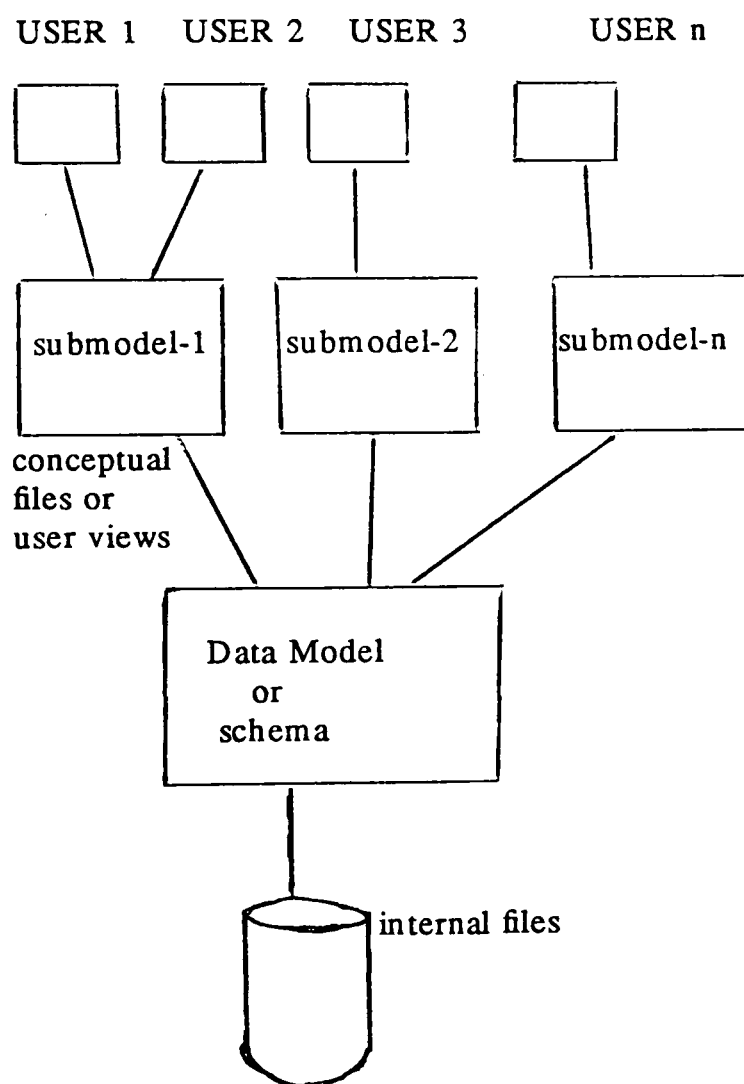 USER 1 USER 2 USER 3 USER n
submodel-1 submodel-2 submodel-n
conceptual
files or
user views
Data Model
or
schema
internal files